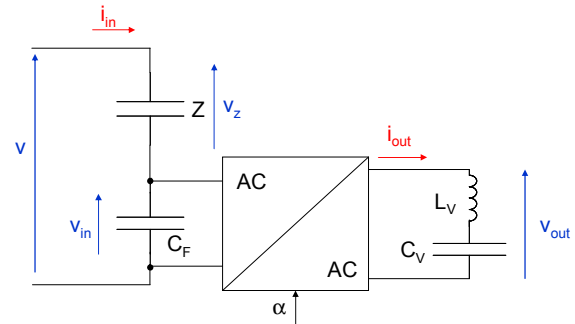 i_in
Z
v_z
v
i_out
AC
L_V
v_in
C_F
C_V
v_out
AC
α